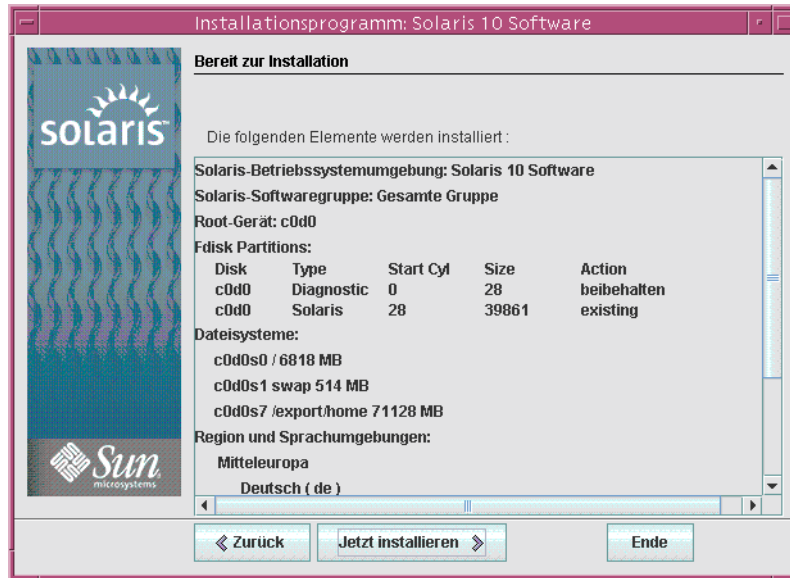 Installationsprogramm: Solaris 10 Software
solaris
Bereit zur Installation
Die folgenden Elemente werden installiert :
Solaris-Betriebssystemumgebung: Solaris 10 Software
Solaris-Softwaregruppe: Gesamte Gruppe
Root-Gerät: c0d0
Fdisk Partitions:
Disk Type Start Cyl Size Action
c0d0 Diagnostic 0 28 beibehalten
c0d0 Solaris 28 39861 existing
Dateisysteme:
c0d0s0 / 6818 MB
c0d0s1 swap 514 MB
c0d0s7 /export/home 71128 MB
Region und Sprachumgebungen:
Mitteleuropa
Deutsch ( de )
Sun
microsystems
Zurück Jetzt installieren Ende